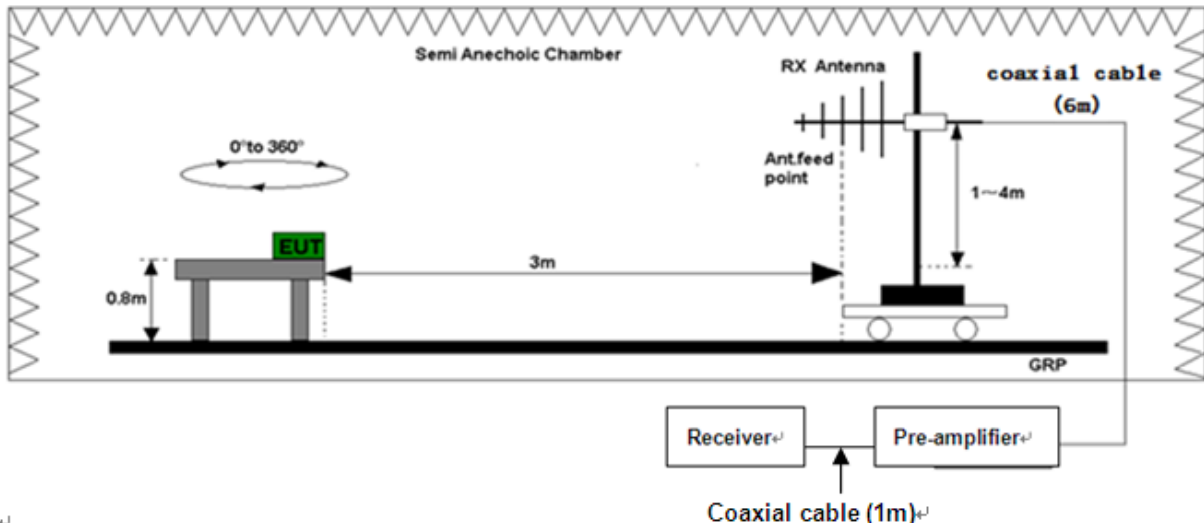 Semi Anechoic Chamber
RX Antenna
coaxial cable
(6m)
0°to 360°
Ant.feed
point
1～4m
EUT
3m
0.8m
GRP
Receiver↵
Pre-amplifier↵
Coaxial cable (1m)↵
↵